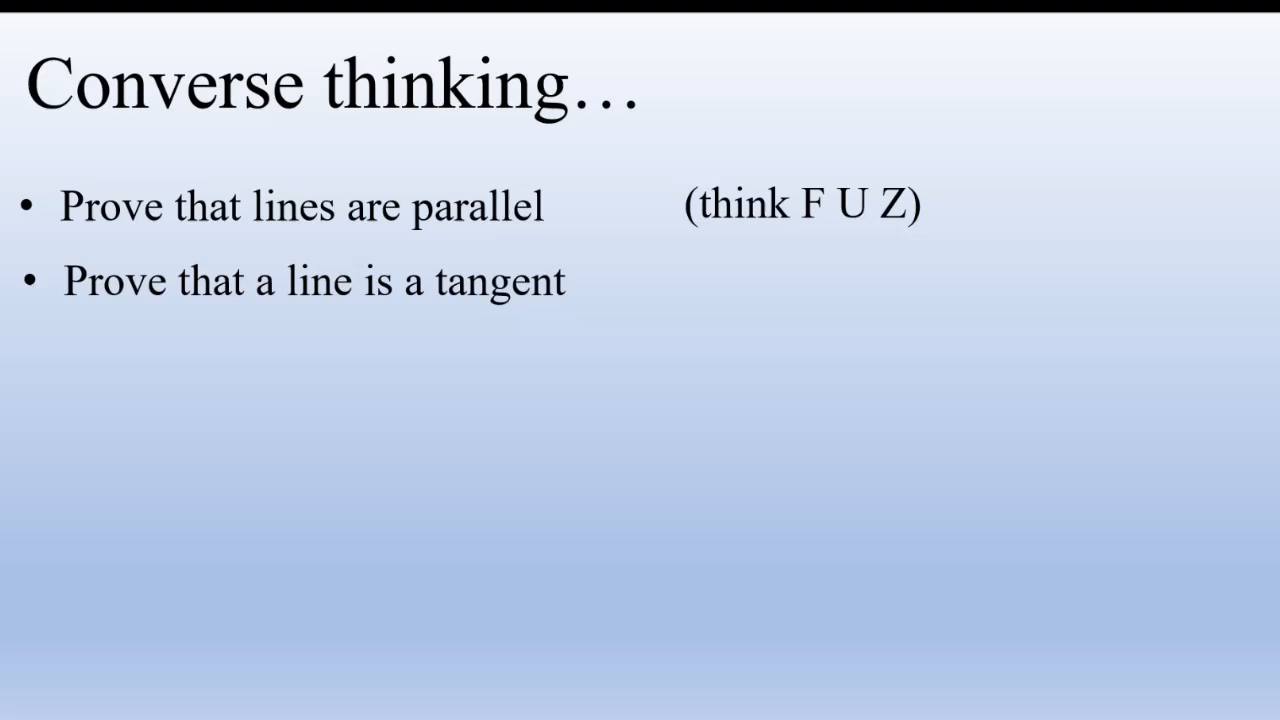 Converse thinking…
• Prove that lines are parallel (think F U Z)
• Prove that a line is a tangent